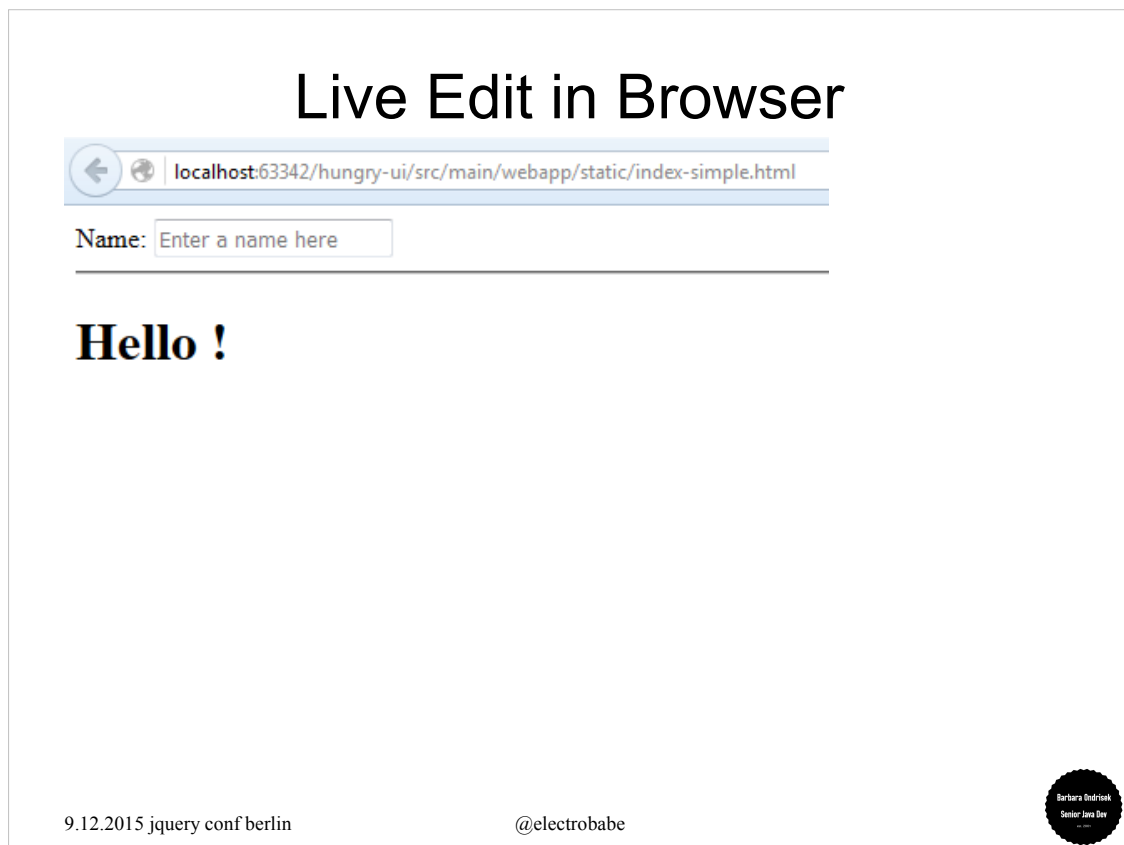 Live Edit in Browser
localhost:63342/hungry-ui/src/main/webapp/static/index-simple.html
Name: Enter a name here
Hello !
9.12.2015 jquery conf berlin
@electrobabe
Barbara Ondrisek
Senior Java Dev